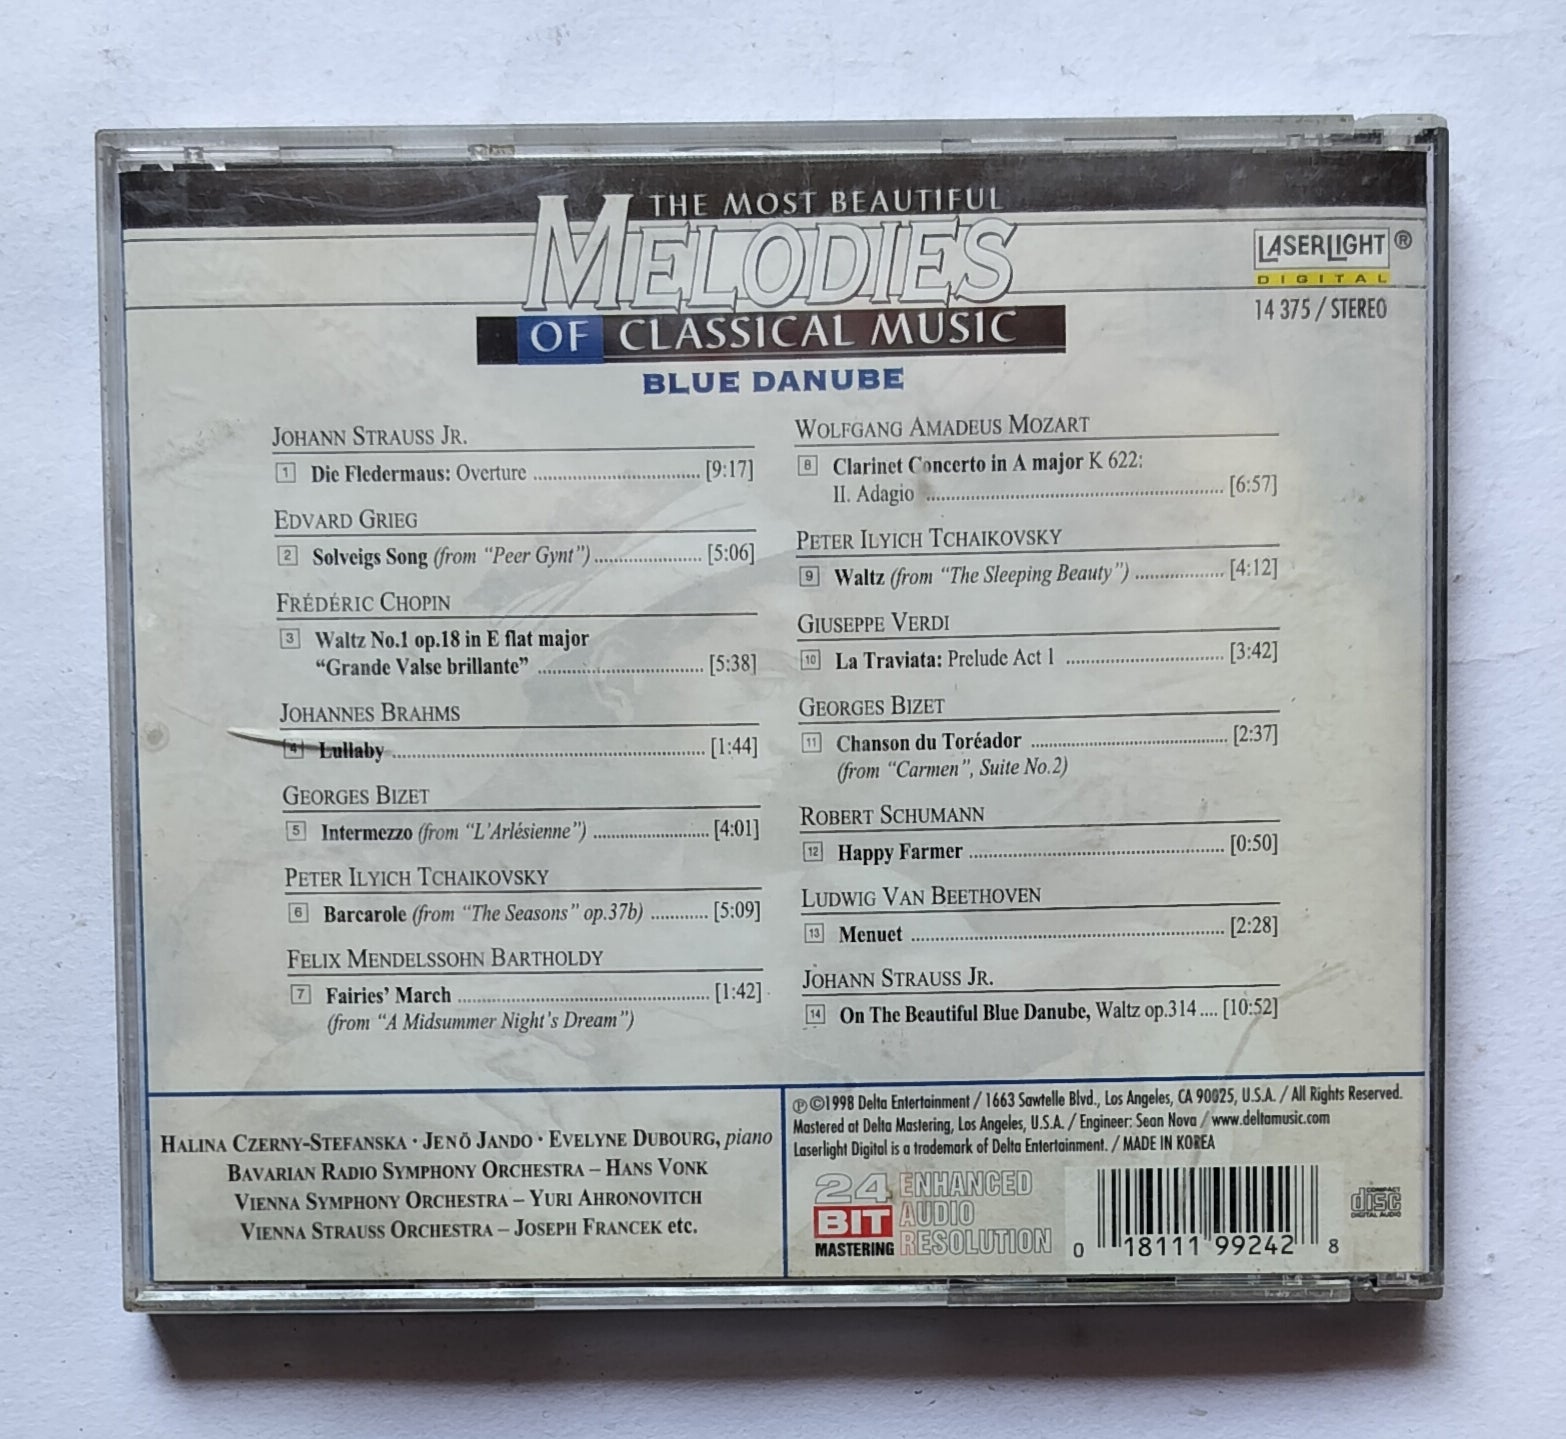 THE MOST BEAUTIFUL
MELODIES
OF CLASSICAL MUSIC
BLUE DANUBE
LASERLIGHT®
DIGITAL
14 375 / STEREO
JOHANN STRAUSS JR.
1 Die Fledermaus: Overture ........ [9:17]
EDVARD GRIEG
2 Solveigs Song (from “Peer Gynt”) ........ [5:06]
FRÉDÉRIC CHOPIN
3 Waltz No.1 op.18 in E flat major
“Grande Valse brillante” ........ [5:38]
JOHANNES BRAHMS
4 Lullaby ........ [1:44]
GEORGES BIZET
5 Intermezzo (from “L’Arlésienne”) ........ [4:01]
PETER ILYICH TCHAIKOVSKY
6 Barcarole (from “The Seasons” op.37b) ........ [5:09]
FELIX MENDELSSOHN BARTHOLDY
7 Fairies’ March ........ [1:42]
(from “A Midsummer Night’s Dream”)
WOLFGANG AMADEUS MOZART
8 Clarinet Concerto in A major K 622:
II. Adagio ........ [6:57]
PETER ILYICH TCHAIKOVSKY
9 Waltz (from “The Sleeping Beauty”) ........ [4:12]
GIUSEPPE VERDI
10 La Traviata: Prelude Act 1 ........ [3:42]
GEORGES BIZET
11 Chanson du Toréador ........ [2:37]
(from “Carmen”, Suite No.2)
ROBERT SCHUMANN
12 Happy Farmer ........ [0:50]
LUDWIG VAN BEETHOVEN
13 Menuet ........ [2:28]
JOHANN STRAUSS JR.
14 On The Beautiful Blue Danube, Waltz op.314 .... [10:52]
HALINA CZERNY-STEFANSKA · JENÖ JANDO · EVELYNE DUBOURG, piano
BAVARIAN RADIO SYMPHONY ORCHESTRA – HANS VONK
VIENNA SYMPHONY ORCHESTRA – YURI AHRONOVITCH
VIENNA STRAUSS ORCHESTRA – JOSEPH FRANCEK etc.
℗©1998 Delta Entertainment / 1663 Sawtelle Blvd., Los Angeles, CA 90025, U.S.A. / All Rights Reserved.
Mastered at Delta Mastering, Los Angeles, U.S.A. / Engineer: Sean Nova / www.deltamusic.com
Laserlight Digital is a trademark of Delta Entertainment. / MADE IN KOREA
24 BIT MASTERING
ENHANCED
AUDIO
RESOLUTION
0 18111 99242 8
COMPACT
disc
DIGITAL AUDIO